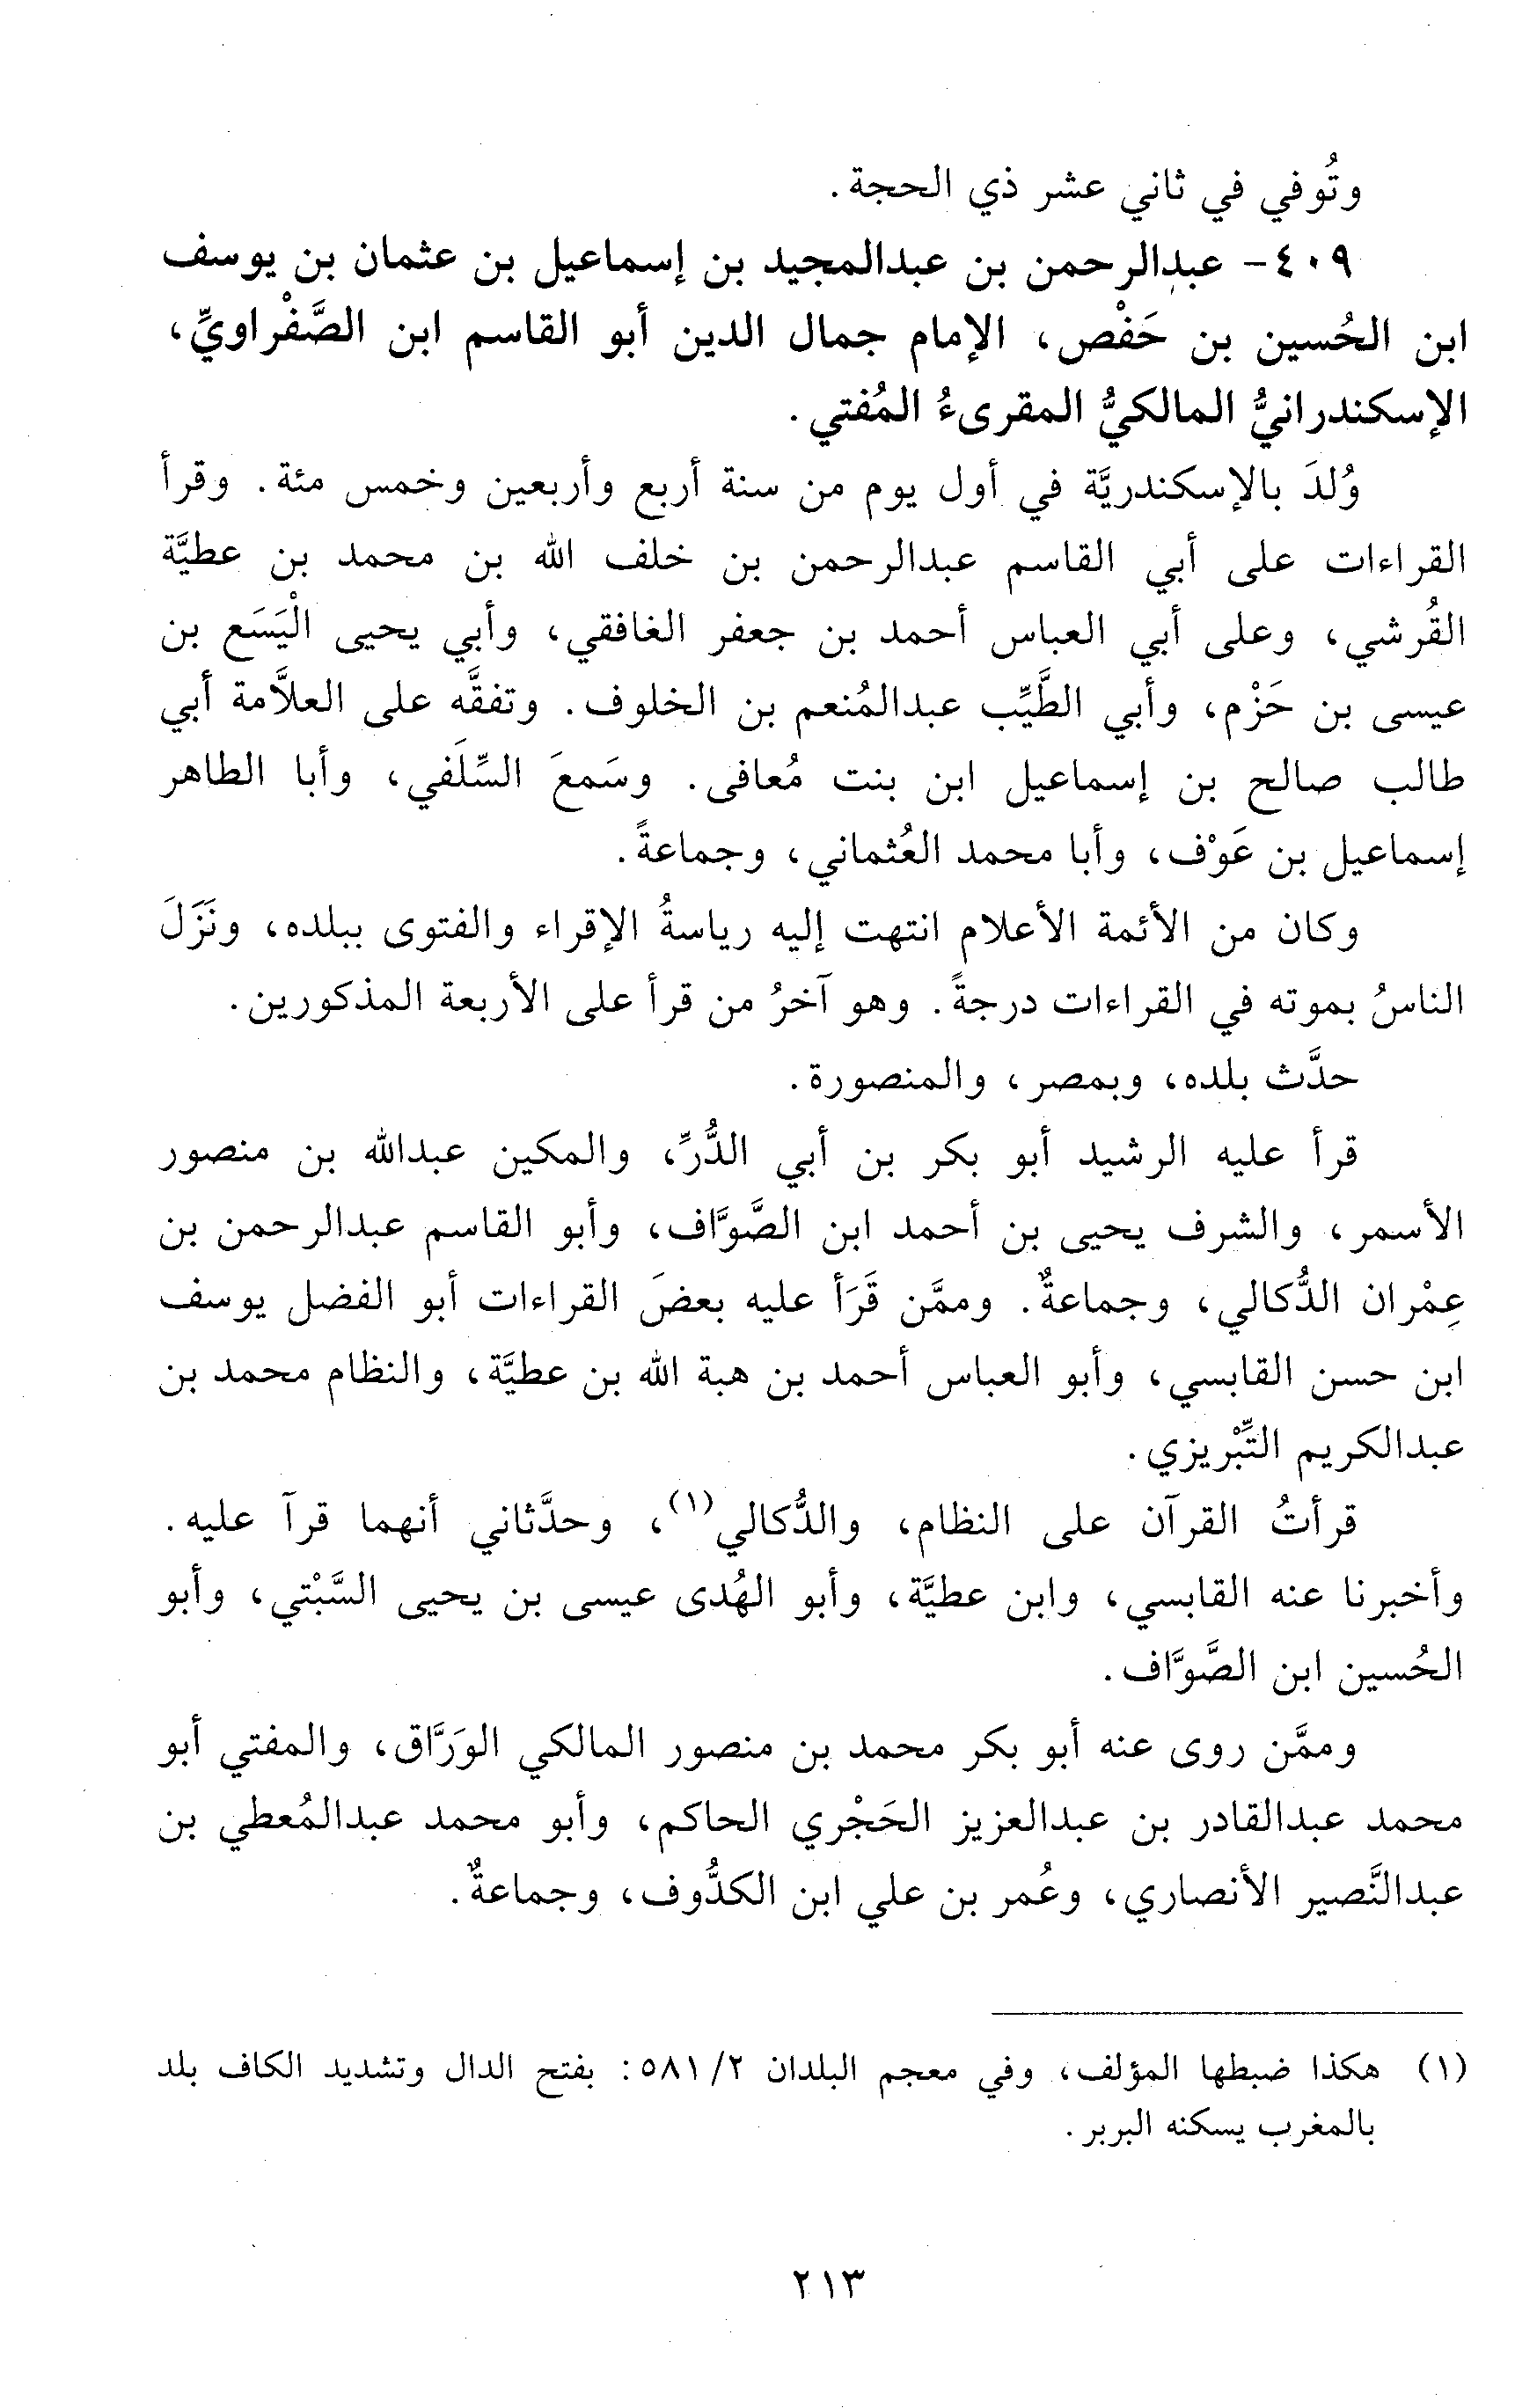 وتُوفي في ثاني عشر ذي الحجة.
٤٠٩- عبدالرحمن بن عبدالمجيد بن إسماعيل بن عثمان بن يوسف
ابن الحُسين بن حَفْص، الإمام جمال الدين أبو القاسم ابن الصَّفْراويِّ،
الإسكندرانيُّ المالكيُّ المقرىءُ المُفتي.
وُلدَ بالإسكندريَّة في أول يوم من سنة أربع وأربعين وخمس مئة. وقرأ
القراءات على أبي القاسم عبدالرحمن بن خلف الله بن محمد بن عطيَّة
القُرشي، وعلى أبي العباس أحمد بن جعفر الغافقي، وأبي يحيى الْيَسَع بن
عيسى بن حَزْم، وأبي الطَّيِّب عبدالمُنعم بن الخلوف. وتفقَّه على العلاَّمة أبي
طالب صالح بن إسماعيل ابن بنت مُعافى. وسَمعَ السِّلَفي، وأبا الطاهر
إسماعيل بن عَوْف، وأبا محمد العُثماني، وجماعةً.
وكان من الأئمة الأعلام انتهت إليه رياسةُ الإقراء والفتوى ببلده، ونَزَلَ
الناسُ بموته في القراءات درجةً. وهو آخرُ من قرأ على الأربعة المذكورين.
حدَّث بلده، وبمصر، والمنصورة.
قرأ عليه الرشيد أبو بكر بن أبي الدُّرِّ، والمكين عبدالله بن منصور
الأسمر، والشرف يحيى بن أحمد ابن الصَّوَّاف، وأبو القاسم عبدالرحمن بن
عِمْران الدُّكالي، وجماعةٌ. وممَّن قَرَأ عليه بعضَ القراءات أبو الفضل يوسف
ابن حسن القابسي، وأبو العباس أحمد بن هبة الله بن عطيَّة، والنظام محمد بن
عبدالكريم التِّبْريزي.
قرأتُ القرآن على النظام، والدُّكالي(١)، وحدَّثاني أنهما قرآ عليه.
وأخبرنا عنه القابسي، وابن عطيَّة، وأبو الهُدى عيسى بن يحيى السَّبْتي، وأبو
الحُسين ابن الصَّوَّاف.
وممَّن روى عنه أبو بكر محمد بن منصور المالكي الوَرَّاق، والمفتي أبو
محمد عبدالقادر بن عبدالعزيز الحَجْري الحاكم، وأبو محمد عبدالمُعطي بن
عبدالنَّصير الأنصاري، وعُمر بن علي ابن الكدُّوف، وجماعةٌ.
(١) هكذا ضبطها المؤلف، وفي معجم البلدان ٢/ ٥٨١: بفتح الدال وتشديد الكاف بلد
بالمغرب يسكنه البربر.
٢١٣